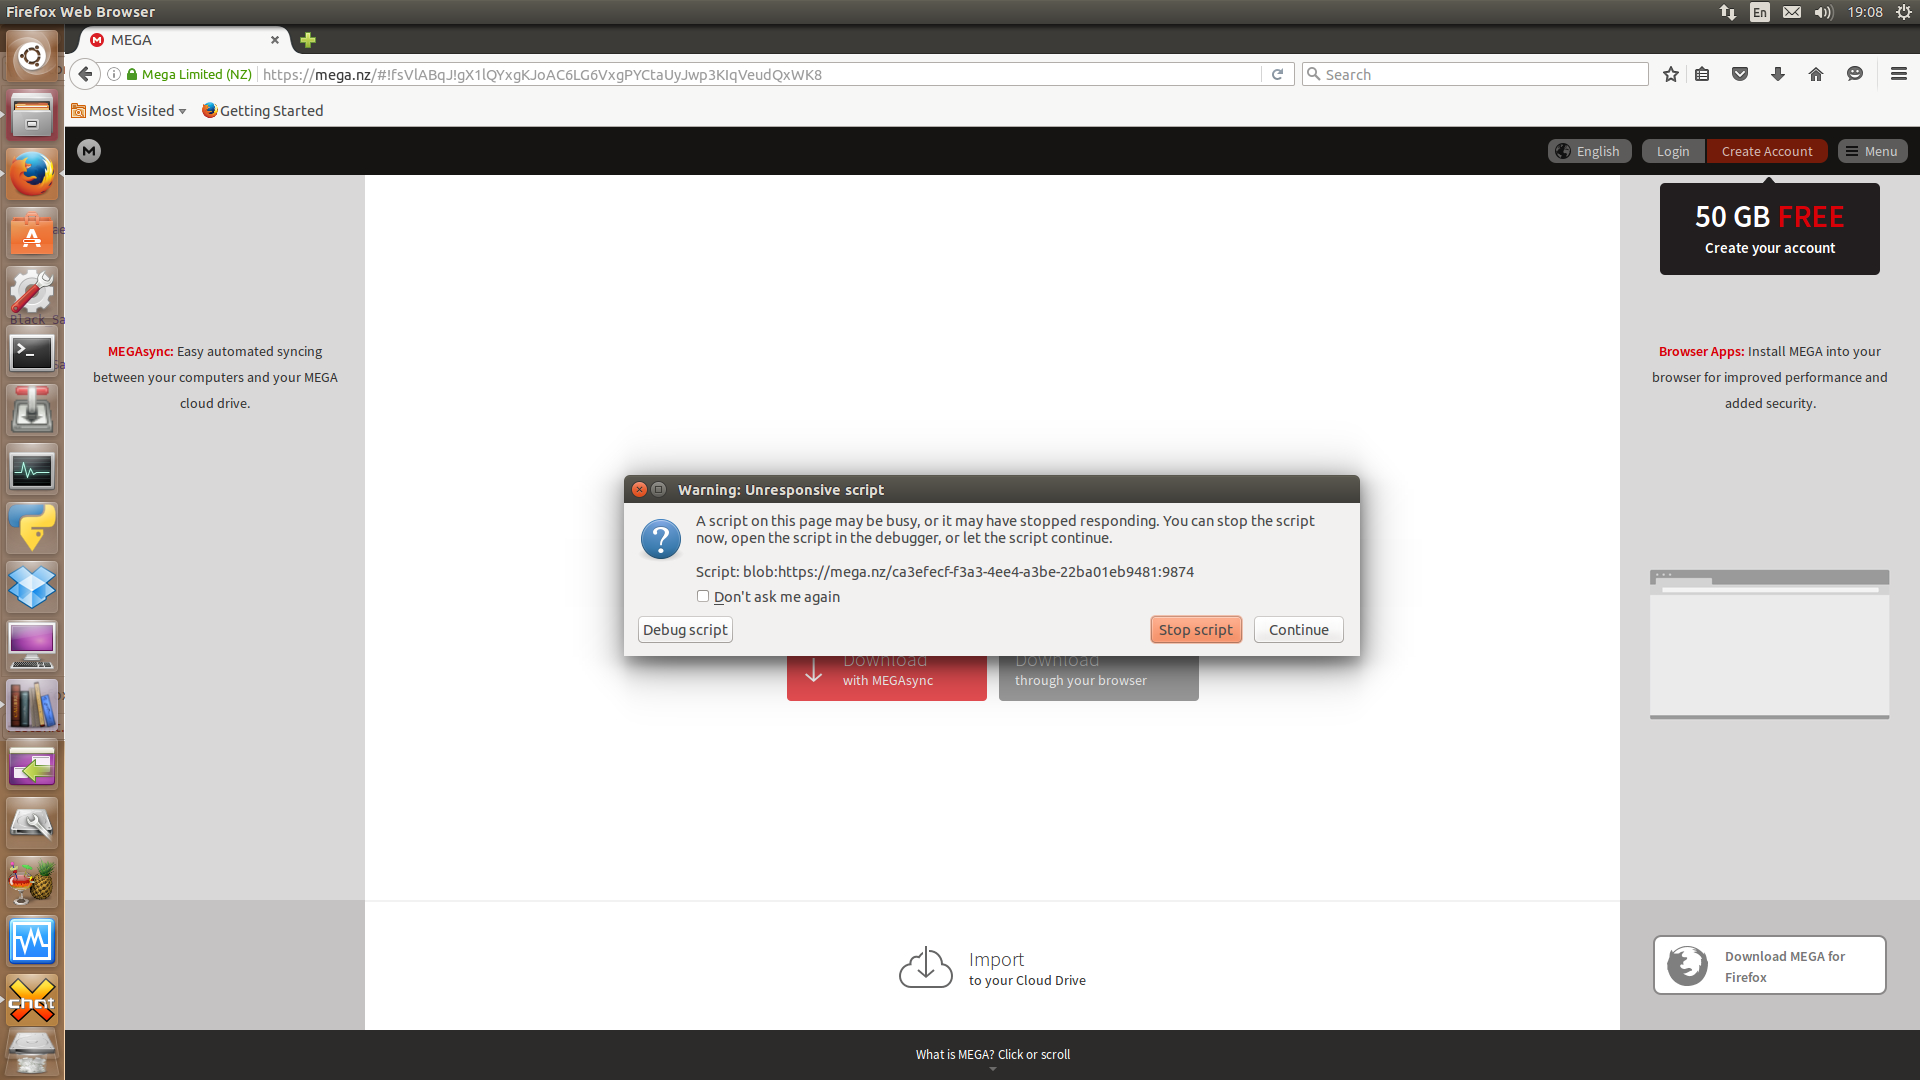 Firefox Web Browser
En
19:08
MEGA
Mega Limited (NZ)
https://mega.nz/#!fsVlABqJ!gX1lQYxgKJoAC6LG6VxgPYCtaUyJwp3KIqVeudQxWK8
Search
Most Visited
Getting Started
M
English
Login
Create Account
Menu
50 GB FREE
Create your account
MEGAsync: Easy automated syncing
between your computers and your MEGA
cloud drive.
Browser Apps: Install MEGA into your
browser for improved performance and
added security.
Warning: Unresponsive script
A script on this page may be busy, or it may have stopped responding. You can stop the script
now, open the script in the debugger, or let the script continue.
Script: blob:https://mega.nz/ca3efecf-f3a3-4ee4-a3be-22ba01eb9481:9874
Don't ask me again
Debug script
Stop script
Continue
Download
with MEGAsync
Download
through your browser
Import
to your Cloud Drive
Download MEGA for
Firefox
What is MEGA? Click or scroll
Black Sa
chat